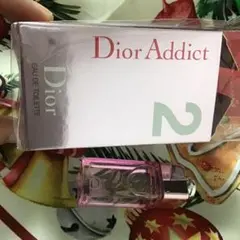 Dior Addict
2
Dior
EAU DE TOILETTE